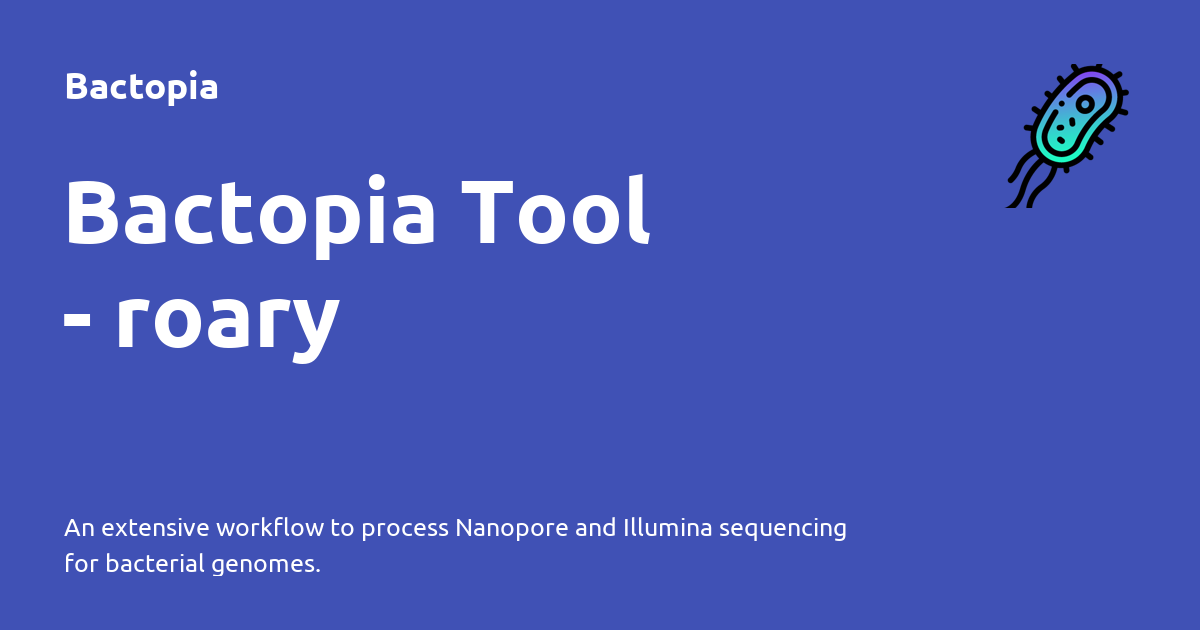 Bactopia
Bactopia Tool
- roary
An extensive workflow to process Nanopore and Illumina sequencing
for bacterial genomes.